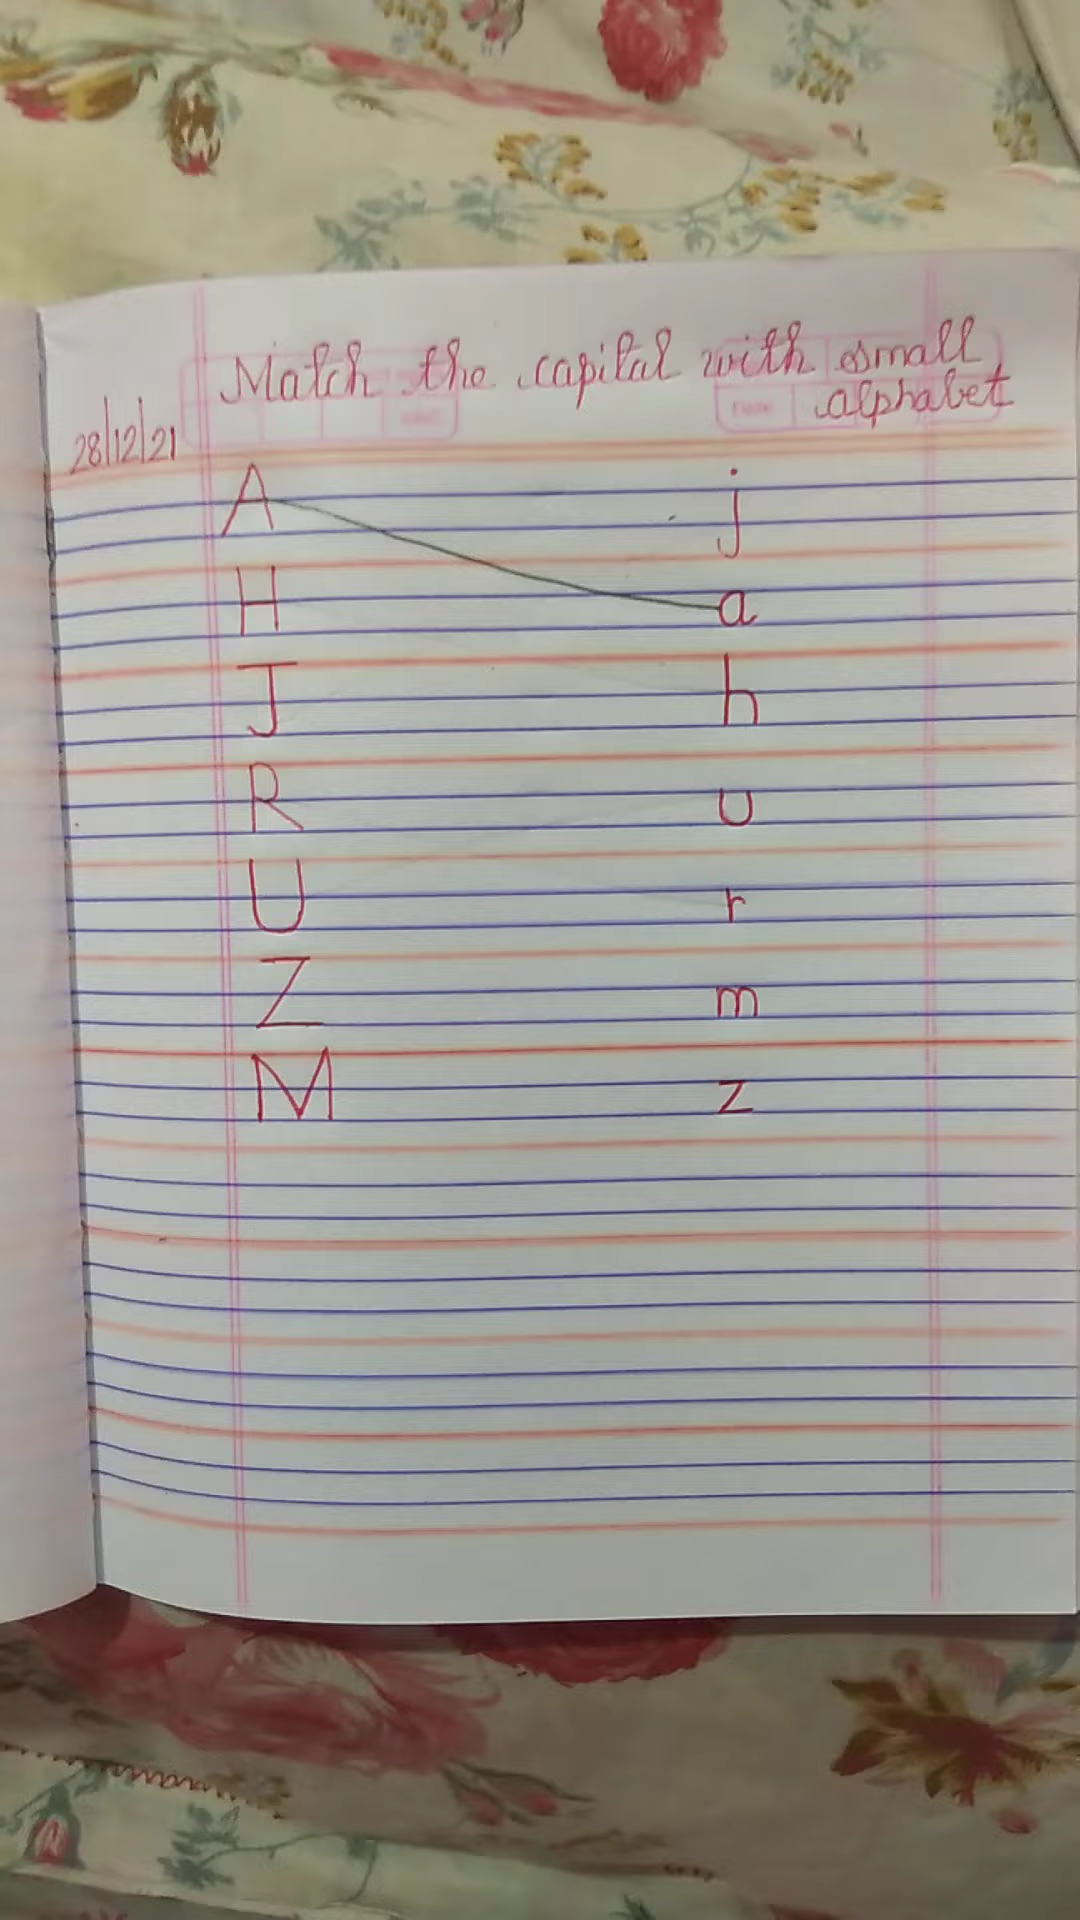 Match the capital with small
alphabet
28/12/21
A j
H a
J h
R u
U r
Z m
M z